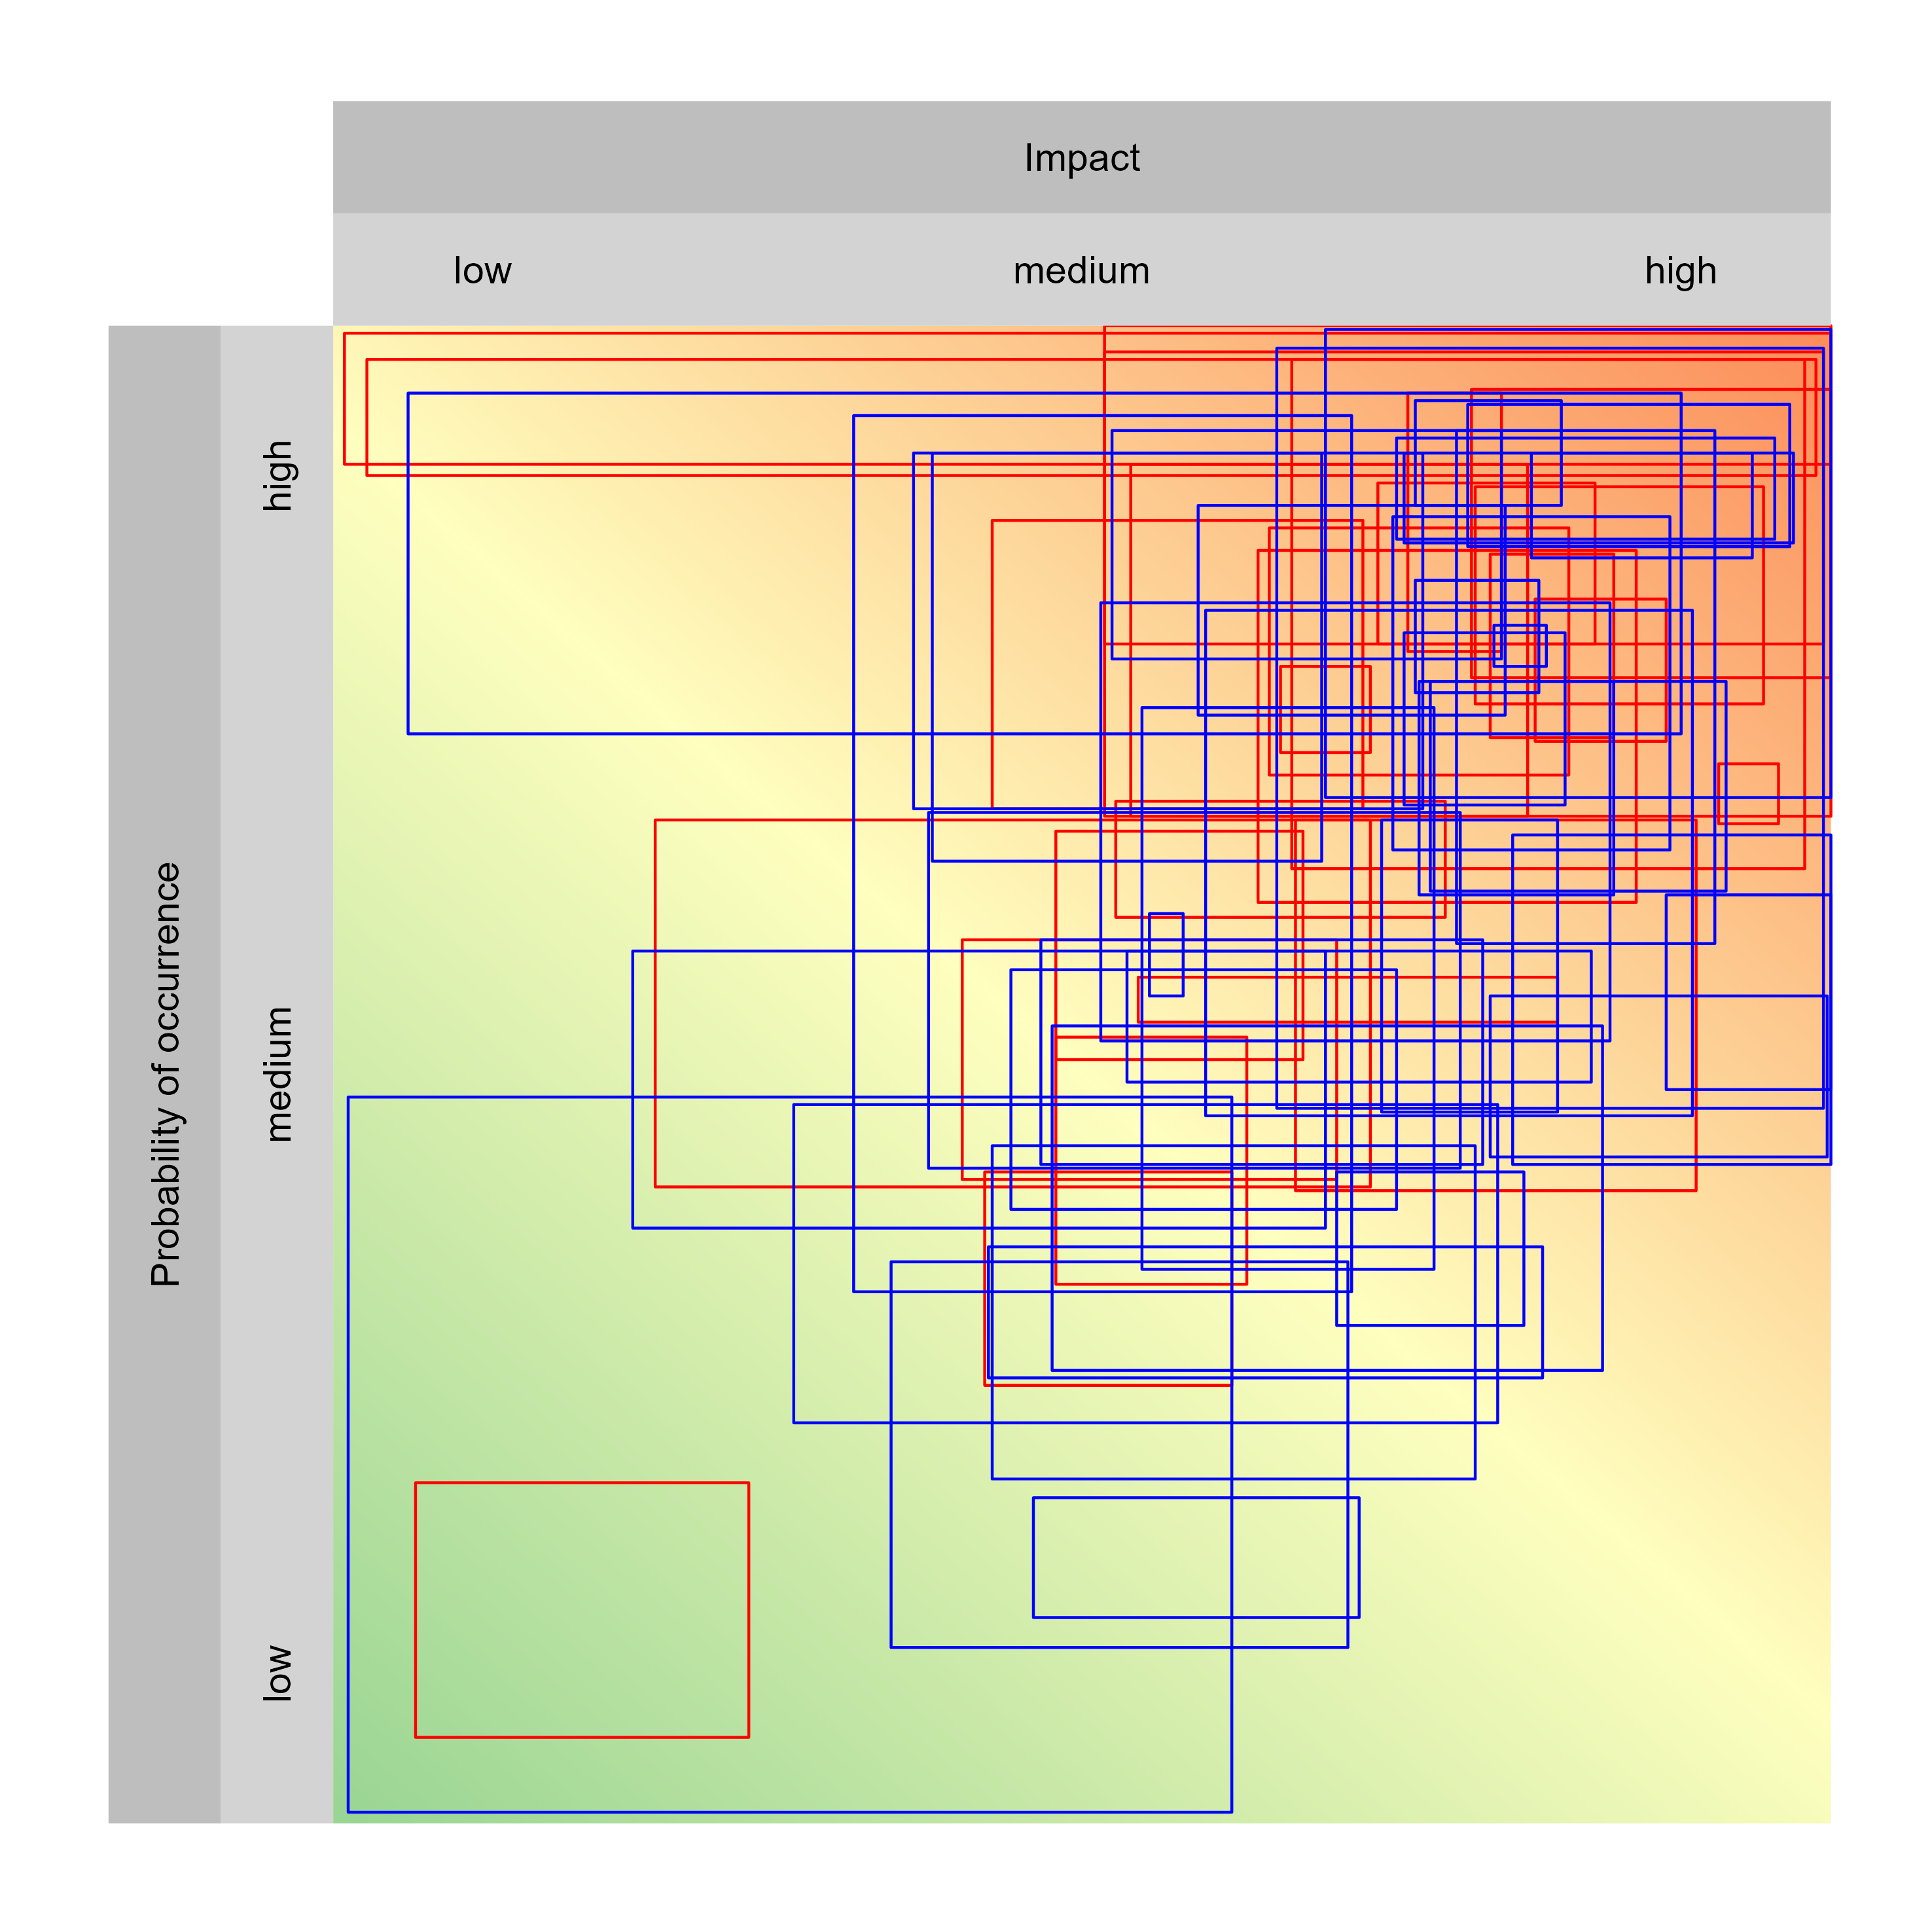 Impact
low
medium
high
Probability of occurrence
high
medium
low